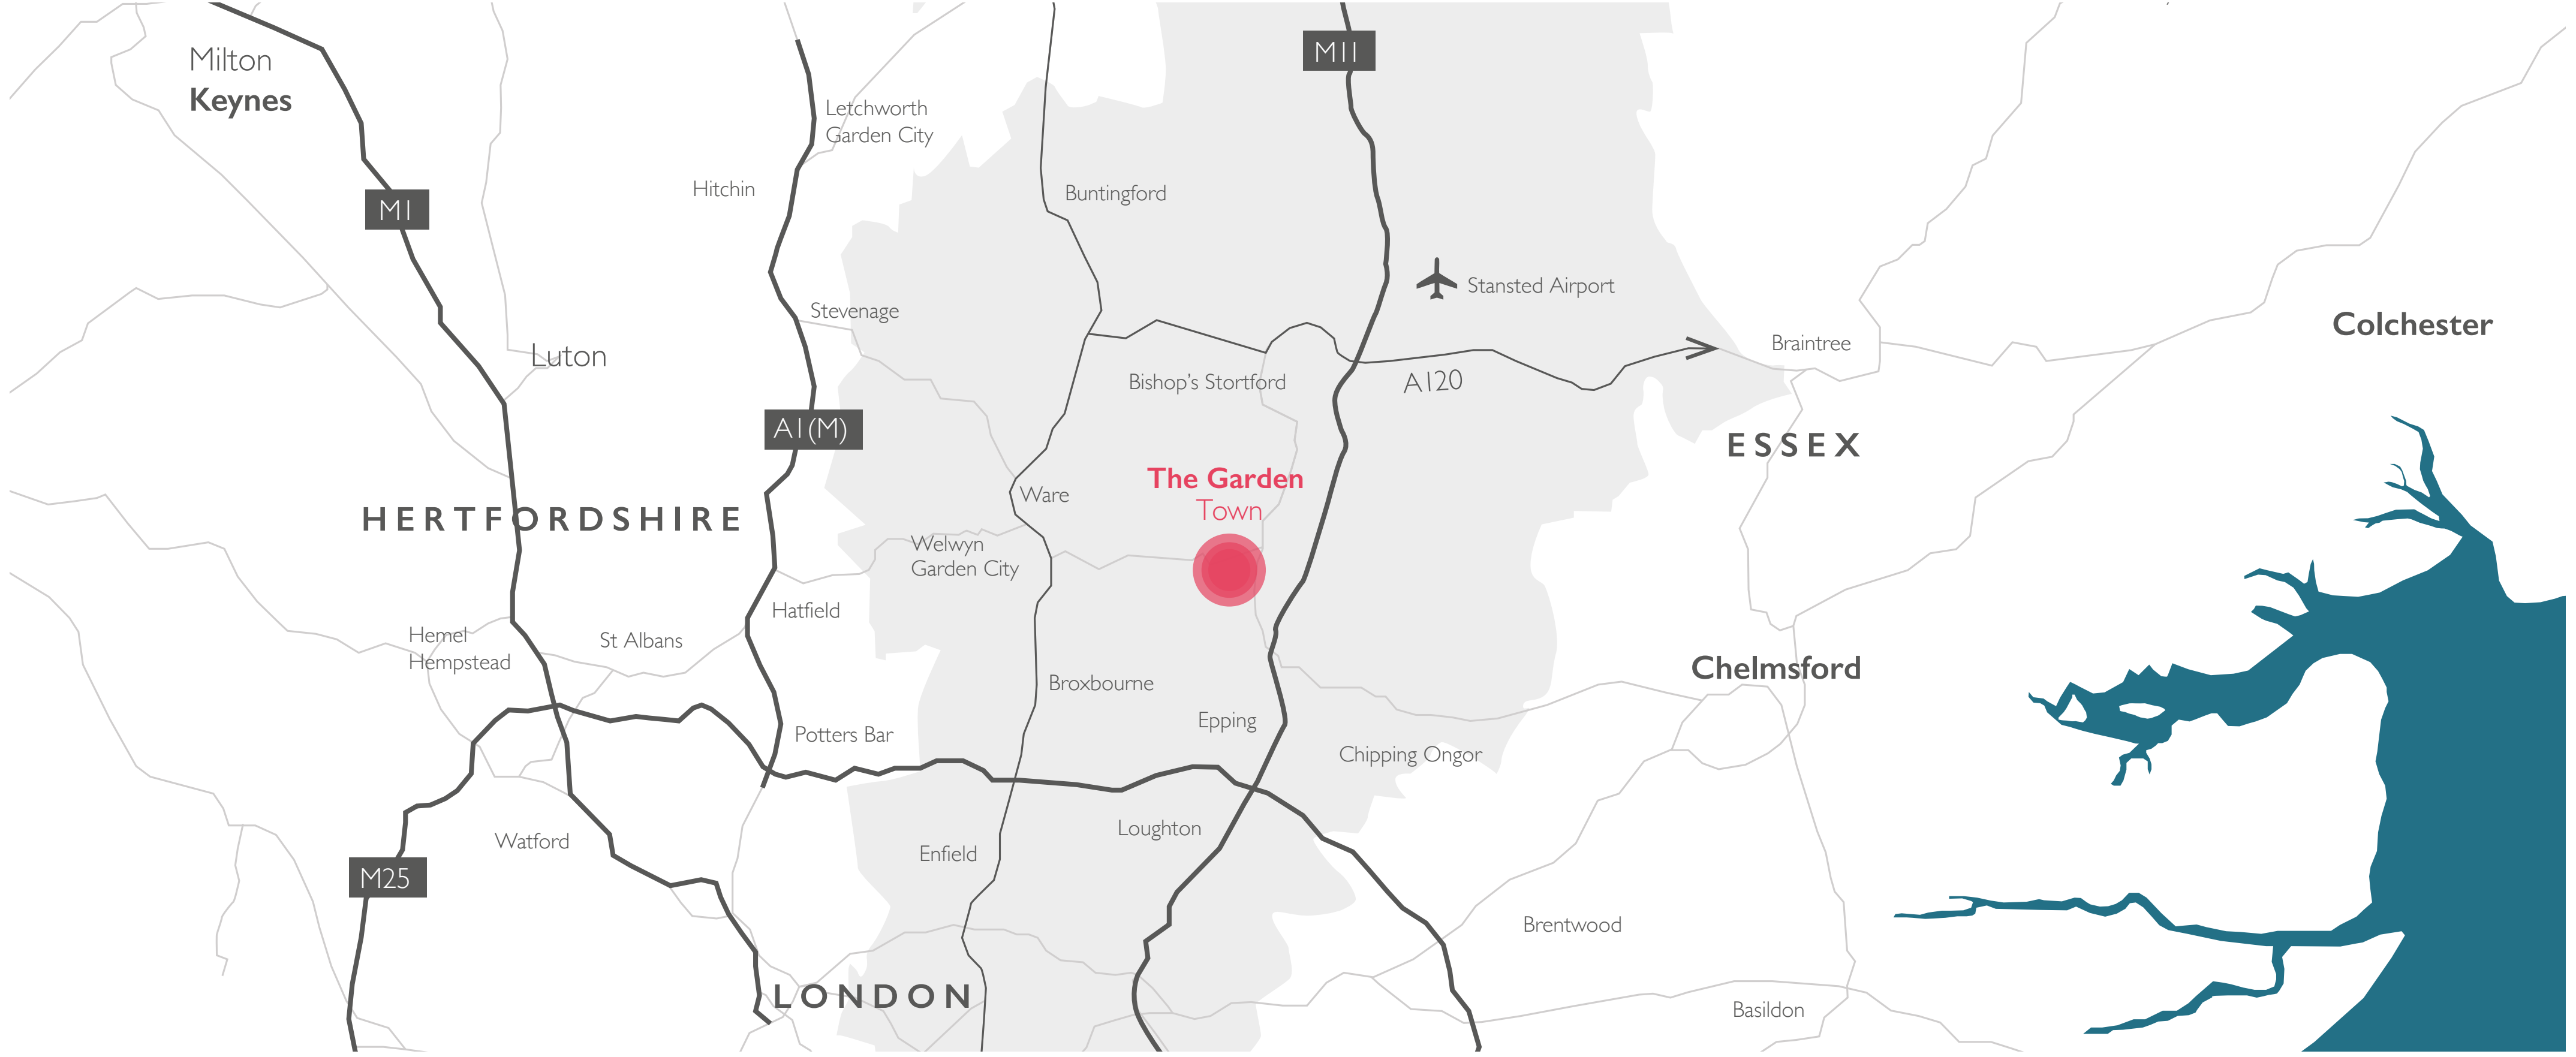 Milton
Keynes
M11
Letchworth
Garden City
Hitchin
Buntingford
M1
Stansted Airport
Stevenage
Colchester
Braintree
Luton
Bishop's Stortford
A120
A1(M)
ESSEX
The Garden
Town
Ware
HERTFORDSHIRE
Welwyn
Garden City
Hatfield
Hemel
Hempstead
St Albans
Chelmsford
Broxbourne
Epping
Potters Bar
Chipping Ongor
Loughton
Watford
Enfield
M25
Brentwood
LONDON
Basildon